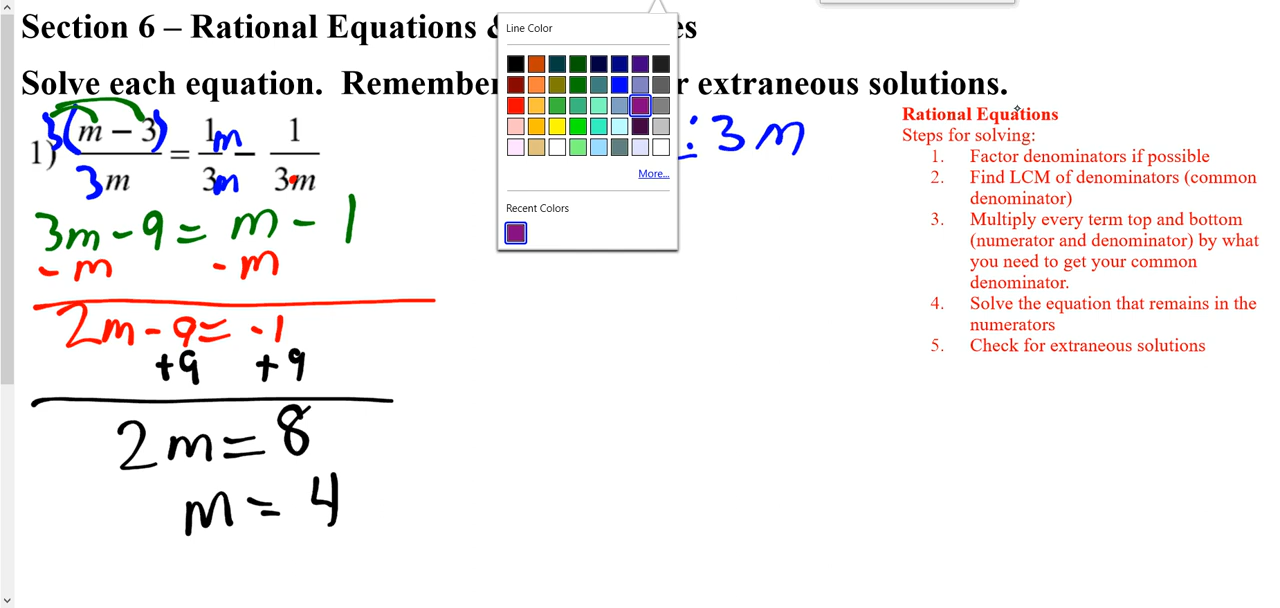 Section 6 – Rational Equations & es
Solve each equation. Remember r extraneous solutions.
1) 3(m – 3) / 3m = 1m / 3m – 1 / 3·m
: 3m
3m – 9 = m – 1
- m - m
2m – 9 = -1
+9 +9
2m = 8
m = 4
Line Color
More...
Recent Colors
Rational Equations
Steps for solving:
1. Factor denominators if possible
2. Find LCM of denominators (common
denominator)
3. Multiply every term top and bottom
(numerator and denominator) by what
you need to get your common
denominator.
4. Solve the equation that remains in the
numerators
5. Check for extraneous solutions